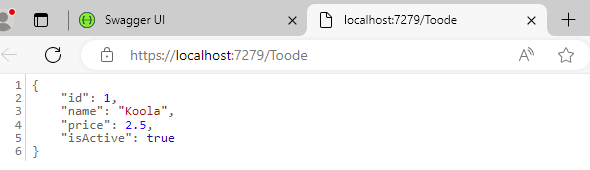 Swagger UI
localhost:7279/Toode
https://localhost:7279/Toode
1 {
2 "id": 1,
3 "name": "Koola",
4 "price": 2.5,
5 "isActive": true
6 }